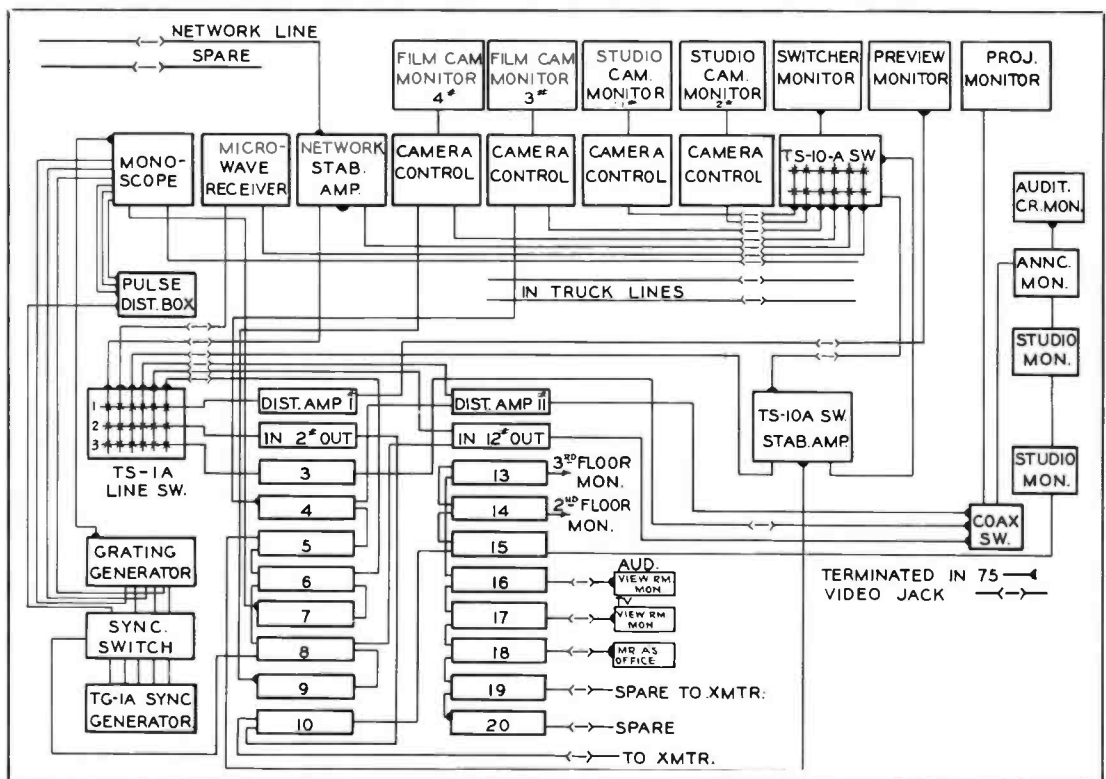 NETWORK LINE
SPARE
FILM CAM
MONITOR
4#
FILM CAM
MONITOR
3#
STUDIO
CAM.
MONITOR
1#
STUDIO
CAM.
MONITOR
2#
SWITCHER
MONITOR
PREVIEW
MONITOR
PROJ.
MONITOR
MONO-
SCOPE
MICRO-
WAVE
RECEIVER
NETWORK
STAB.
AMP.
CAMERA
CONTROL
CAMERA
CONTROL
CAMERA
CONTROL
CAMERA
CONTROL
TS-10-A SW
AUDIT.
CR.MON.
ANNC.
MON.
PULSE
DIST. BOX
IN TRUCK LINES
STUDIO
MON.
1
2
3
TS-1A
LINE SW.
DIST. AMP I#
IN 2# OUT
3
4
5
6
7
8
9
10
DIST. AMP II#
IN 12# OUT
13
14
15
16
17
18
19
20
3RD FLOOR
MON.
2ND FLOOR
MON.
TS-10A SW.
STAB. AMP.
STUDIO
MON.
COAX
SW.
AUD.
VIEW RM.
MON
TV
VIEW RM
MON
MR. AS
OFFICE
SPARE TO XMTR.
SPARE
TO XMTR.
TERMINATED IN 75
VIDEO JACK
GRATING
GENERATOR
SYNC.
SWITCH
TG-1A SYNC
GENERATOR